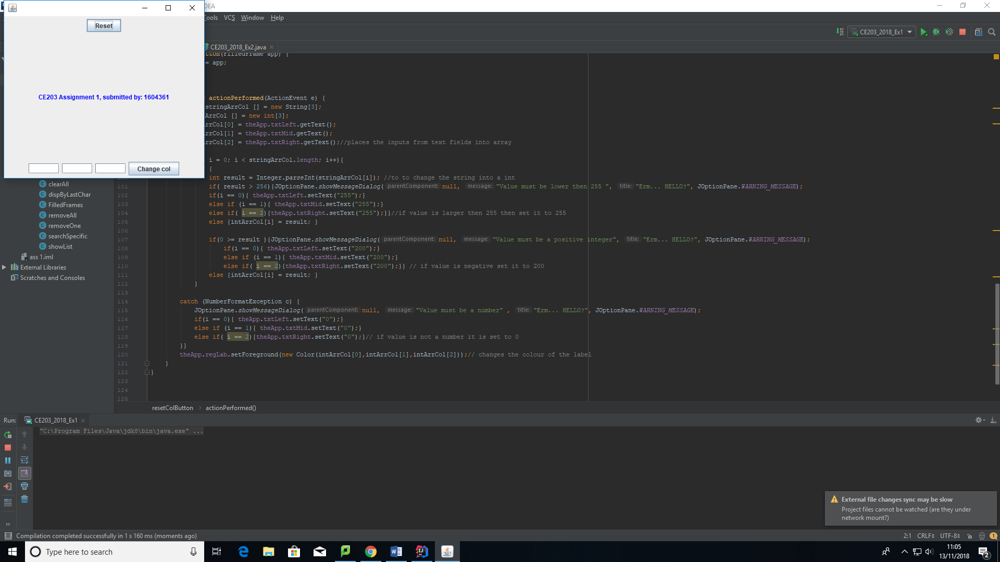 DEA
Reset
CE203 Assignment 1, submitted by: 1604361
Change col
ools VCS Window Help
CE203_2018_Ex1
CE203_2018_Ex2.java
tton(FilledFrame app) {
= app;
actionPerformed(ActionEvent e) {
stringArrCol [] = new String[3];
ArrCol [] = new int[3];
rrCol[0] = theApp.txtLeft.getText();
rrCol[1] = theApp.txtMid.getText();
rrCol[2] = theApp.txtRight.getText();//places the inputs from text fields into array
i = 0; i < stringArrCol.length; i++){
{
int result = Integer.parseInt(stringArrCol[i]); //to to change the string into a int
101 if( result > 256){JOptionPane.showMessageDialog( parentComponent: null, message: "Value must be lower then 255 ", title: "Erm... HELLO?", JOptionPane.WARNING_MESSAGE);
102 if(i == 0){ theApp.txtLeft.setText("255");}
103 else if (i == 1){ theApp.txtMid.setText("255");}
104 else if( i == 2){theApp.txtRight.setText("255");}}//if value is larger then 255 then set it to 255
105 else {intArrCol[i] = result; }
106
107 if(0 >= result ){JOptionPane.showMessageDialog( parentComponent: null, message: "Value must be a positive integer", title: "Erm... HELLO?", JOptionPane.WARNING_MESSAGE);
108 if(i == 0){ theApp.txtLeft.setText("200");}
109 else if (i == 1){ theApp.txtMid.setText("200");}
110 else if( i == 2){theApp.txtRight.setText("200");}} // if value is negative set it to 200
111 else {intArrCol[i] = result; }
112 }
113
114 catch (NumberFormatException c) {
115 JOptionPane.showMessageDialog( parentComponent: null, message: "Value must be a number" , title: "Erm... HELLO?", JOptionPane.WARNING_MESSAGE);
116 if(i == 0){ theApp.txtLeft.setText("0");}
117 else if (i == 1){ theApp.txtMid.setText("0");}
118 else if( i == 2){theApp.txtRight.setText("0");}// if value is not a number it is set to 0
119 }}
120 theApp.regLab.setForeground(new Color(intArrCol[0],intArrCol[1],intArrCol[2]));// changes the colour of the label
121 }
122 }
123
124
125
clearAll
dispByLastChar
FilledFrames
removeAll
removeOne
searchSpecific
showList
ass 1.iml
External Libraries
Scratches and Consoles
resetColButton actionPerformed()
Run: CE203_2018_Ex1
"C:\Program Files\Java\jdk8\bin\java.exe" ...
External file changes sync may be slow
Project files cannot be watched (are they under
network mount?)
Compilation completed successfully in 1 s 160 ms (moments ago)
2:1 CRLF UTF-8 1
Type here to search
11:05
13/11/2018
2